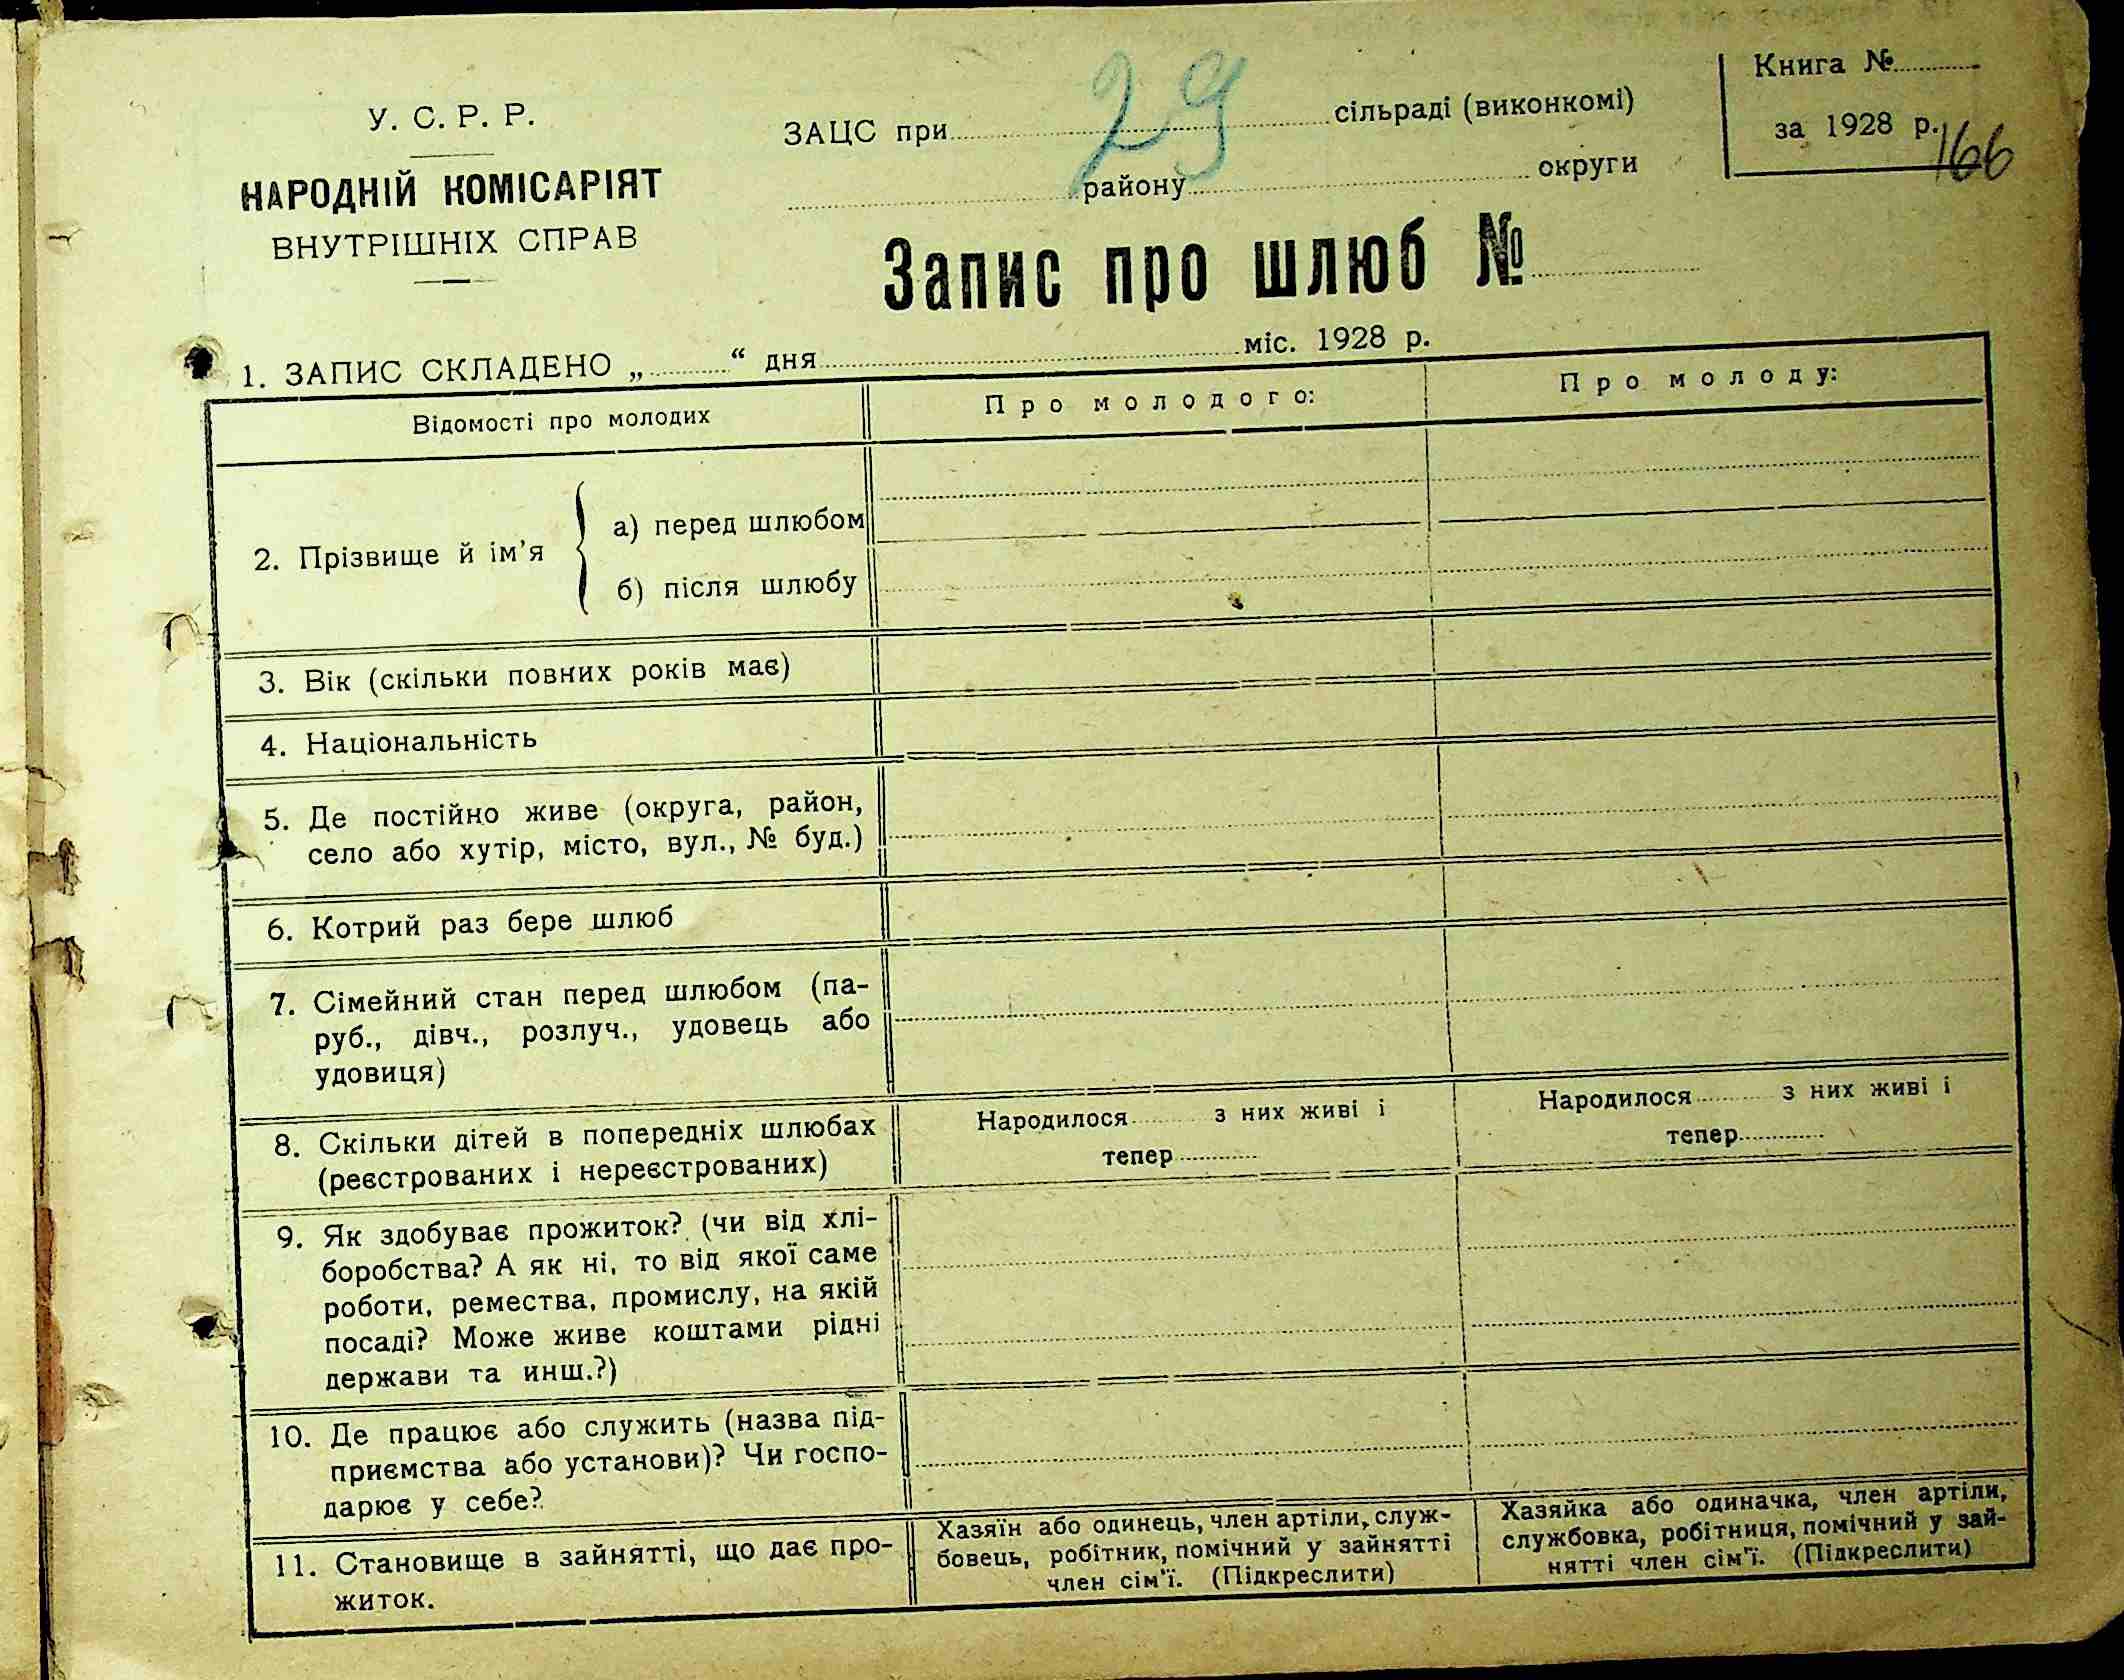 У. С. Р. Р.
НАРОДНІЙ КОМІСАРІЯТ
ВНУТРІШНІХ СПРАВ
29
ЗАЦС при сільраді (виконкомі)
району округи
Книга №
за 1928 р.
166
Запис про шлюб №
1. ЗАПИС СКЛАДЕНО „ “ дня міс. 1928 р.
Відомості про молодих
Про молодого:
Про молоду:
2. Прізвище й ім'я
а) перед шлюбом
б) після шлюбу
3. Вік (скільки повних років має)
4. Національність
5. Де постійно живе (округа, район,
село або хутір, місто, вул., № буд.)
6. Котрий раз бере шлюб
7. Сімейний стан перед шлюбом (па-
руб., дівч., розлуч., удовець або
удовиця)
8. Скільки дітей в попередніх шлюбах
(реєстрованих і нереєстрованих)
Народилося з них живі і
тепер
Народилося з них живі і
тепер
9. Як здобуває прожиток? (чи від хлі-
боробства? А як ні, то від якої саме
роботи, ремества, промислу, на якій
посаді? Може живе коштами рідні
держави та инш.?)
10. Де працює або служить (назва під-
приємства або установи)? Чи госпо-
дарює у себе?
11. Становище в зайнятті, що дає про-
житок.
Хазяїн або одинець, член артіли, служ-
бовець, робітник, помічний у зайнятті
член сім'ї. (Підкреслити)
Хазяйка або одиначка, член артіли,
службовка, робітниця, помічний у зай-
нятті член сім'ї. (Підкреслити)